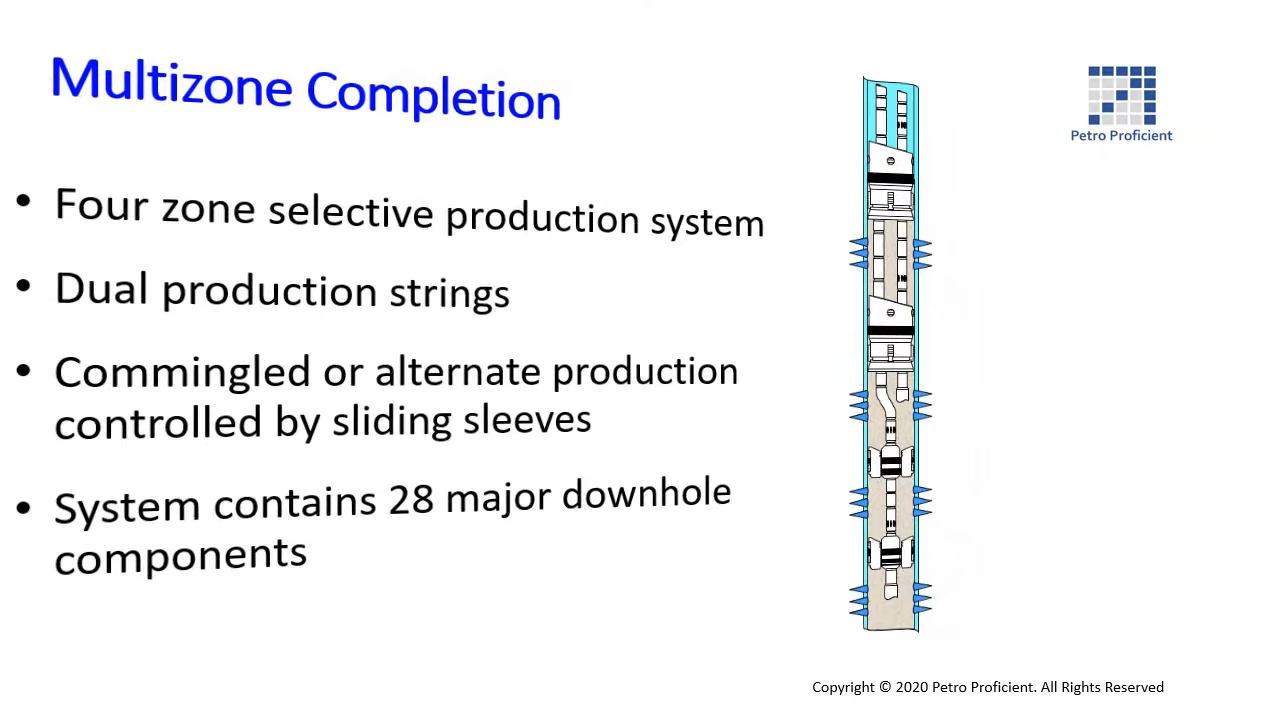 Multizone Completion
Petro Proficient
• Four zone selective production system
• Dual production strings
• Commingled or alternate production
controlled by sliding sleeves
• System contains 28 major downhole
components
Copyright © 2020 Petro Proficient. All Rights Reserved